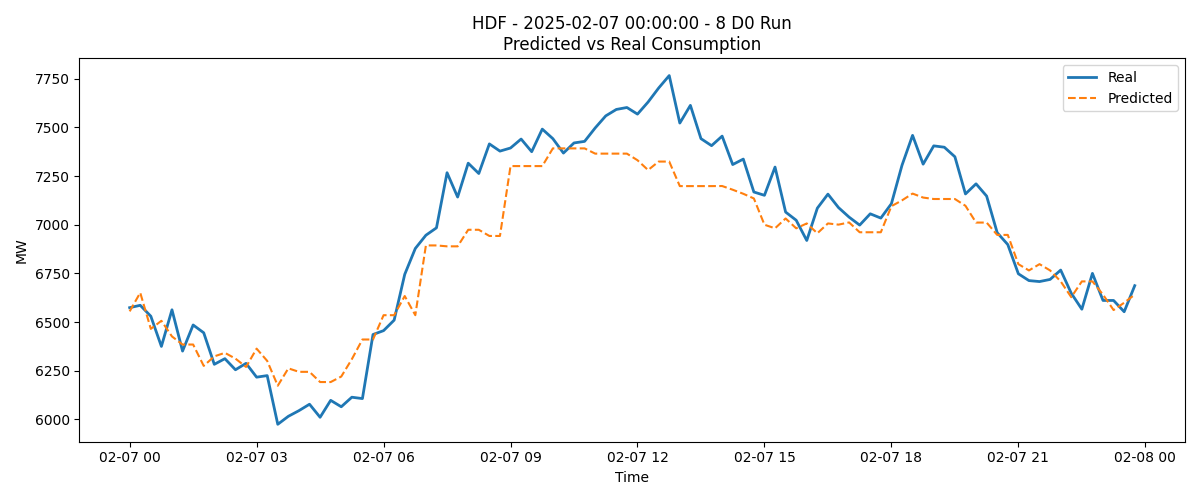 HDF - 2025-02-07 00:00:00 - 8 D0 Run
Predicted vs Real Consumption
Real
Predicted
MW
7750
7500
7250
7000
6750
6500
6250
6000
02-07 00
02-07 03
02-07 06
02-07 09
02-07 12
02-07 15
02-07 18
02-07 21
02-08 00
Time